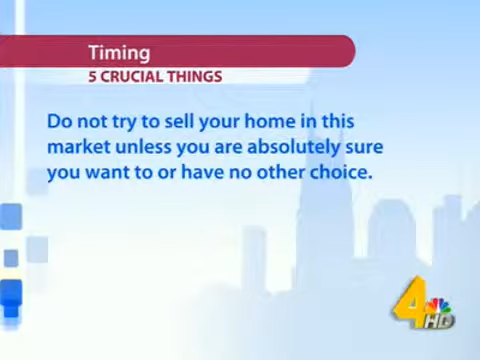 Timing
5 CRUCIAL THINGS
Do not try to sell your home in this
market unless you are absolutely sure
you want to or have no other choice.
4
HD